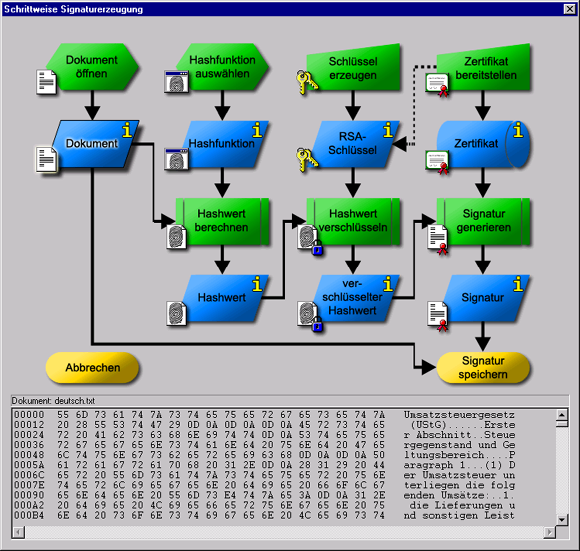 Schrittweise Signaturerzeugung
Dokument
öffnen
Hashfunktion
auswählen
Schlüssel
erzeugen
Zertifikat
bereitstellen
Dokument
i
Hashfunktion
i
RSA-
Schlüssel
i
Zertifikat
i
Hashwert
berechnen
Hashwert
verschlüsseln
Signatur
generieren
Hashwert
i
ver-
schlüsselter
Hashwert
i
Signatur
i
Abbrechen
Signatur
speichern
Dokument: deutsch.txt
00000 55 6D 73 61 74 7A 73 74 65 75 65 72 67 65 73 65 74 7A Umsatzsteuergesetz
00012 20 28 55 53 74 47 29 0D 0A 0D 0A 0D 0A 45 72 73 74 65 (UStG)......Erste
00024 72 20 41 62 73 63 68 6E 69 74 74 0D 0A 53 74 65 75 65 r Abschnitt..Steue
00036 72 67 65 67 65 6E 73 74 61 6E 64 20 75 6E 64 20 47 65 rgegenstand und Ge
00048 6C 74 75 6E 67 73 62 65 72 65 69 63 68 0D 0A 0D 0A 50 ltungsbereich....P
0005A 61 72 61 67 72 61 70 68 20 31 2E 0D 0A 28 31 29 20 44 aragraph 1...(1) D
0006C 65 72 20 55 6D 73 61 74 7A 73 74 65 75 65 72 20 75 6E er Umsatzsteuer un
0007E 74 65 72 6C 69 65 67 65 6E 20 64 69 65 20 66 6F 6C 67 terliegen die folg
00090 65 6E 64 65 6E 20 55 6D 73 E4 74 7A 65 3A 0D 0A 31 2E enden Umsätze:..1.
000A2 20 64 69 65 20 4C 69 65 66 65 72 75 6E 67 65 6E 20 75 die Lieferungen u
000B4 6E 64 20 73 6F 6E 73 74 69 67 65 6E 20 4C 65 69 73 74 nd sonstigen Leist